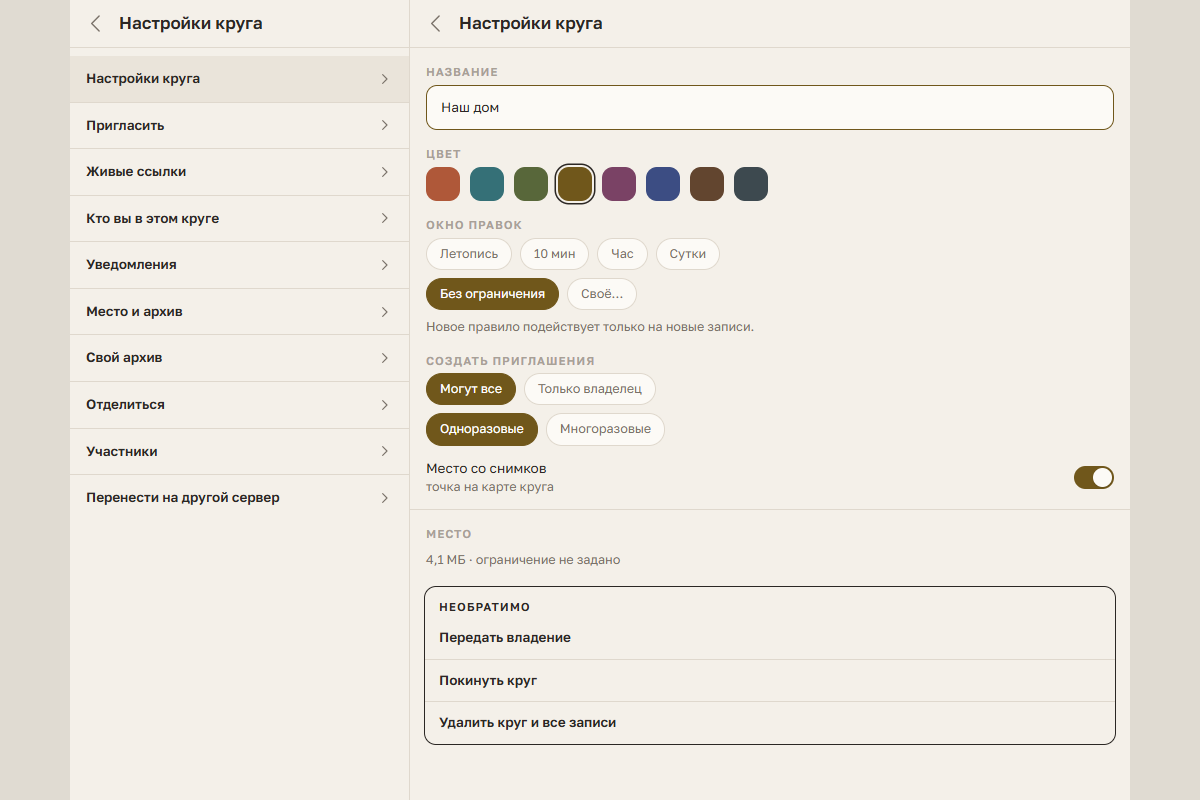 Настройки круга
Настройки круга
Пригласить
Живые ссылки
Кто вы в этом круге
Уведомления
Место и архив
Свой архив
Отделиться
Участники
Перенести на другой сервер
Настройки круга
НАЗВАНИЕ
Наш дом
ЦВЕТ
ОКНО ПРАВОК
Летопись 10 мин Час Сутки
Без ограничения Своё...
Новое правило подействует только на новые записи.
СОЗДАТЬ ПРИГЛАШЕНИЯ
Могут все Только владелец
Одноразовые Многоразовые
Место со снимков
точка на карте круга
МЕСТО
4,1 МБ · ограничение не задано
НЕОБРАТИМО
Передать владение
Покинуть круг
Удалить круг и все записи